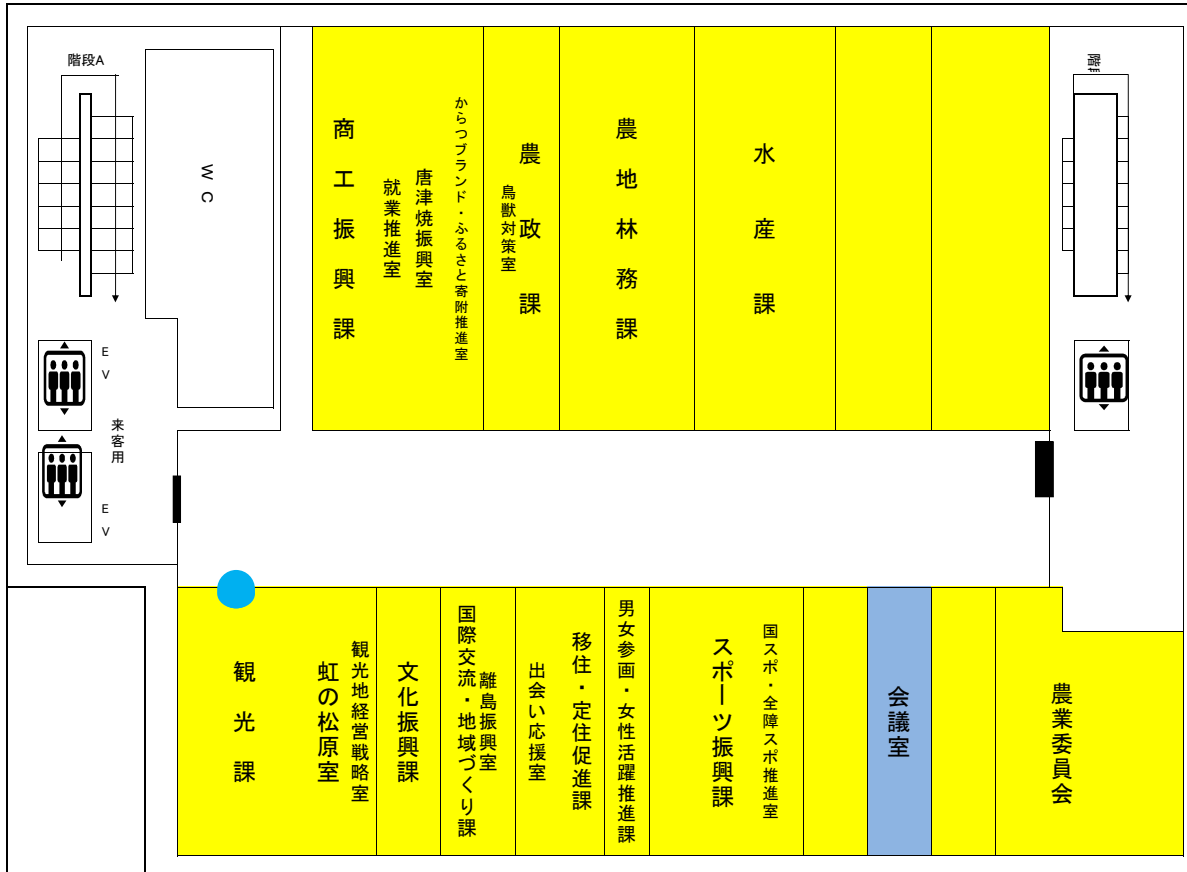 階段A
WC
EV
来客用
EV
商工振興課
就業推進室
唐津焼振興室
からつブランド・ふるさと寄附推進室
農政課
鳥獣対策室
農地林務課
水産課
階
観光課
虹の松原室
観光地経営戦略室
文化振興課
国際交流・地域づくり課
離島振興室
出会い応援室
移住・定住促進課
男女参画・女性活躍推進課
スポーツ振興課
国スポ・全障スポ推進室
会議室
農業委員会